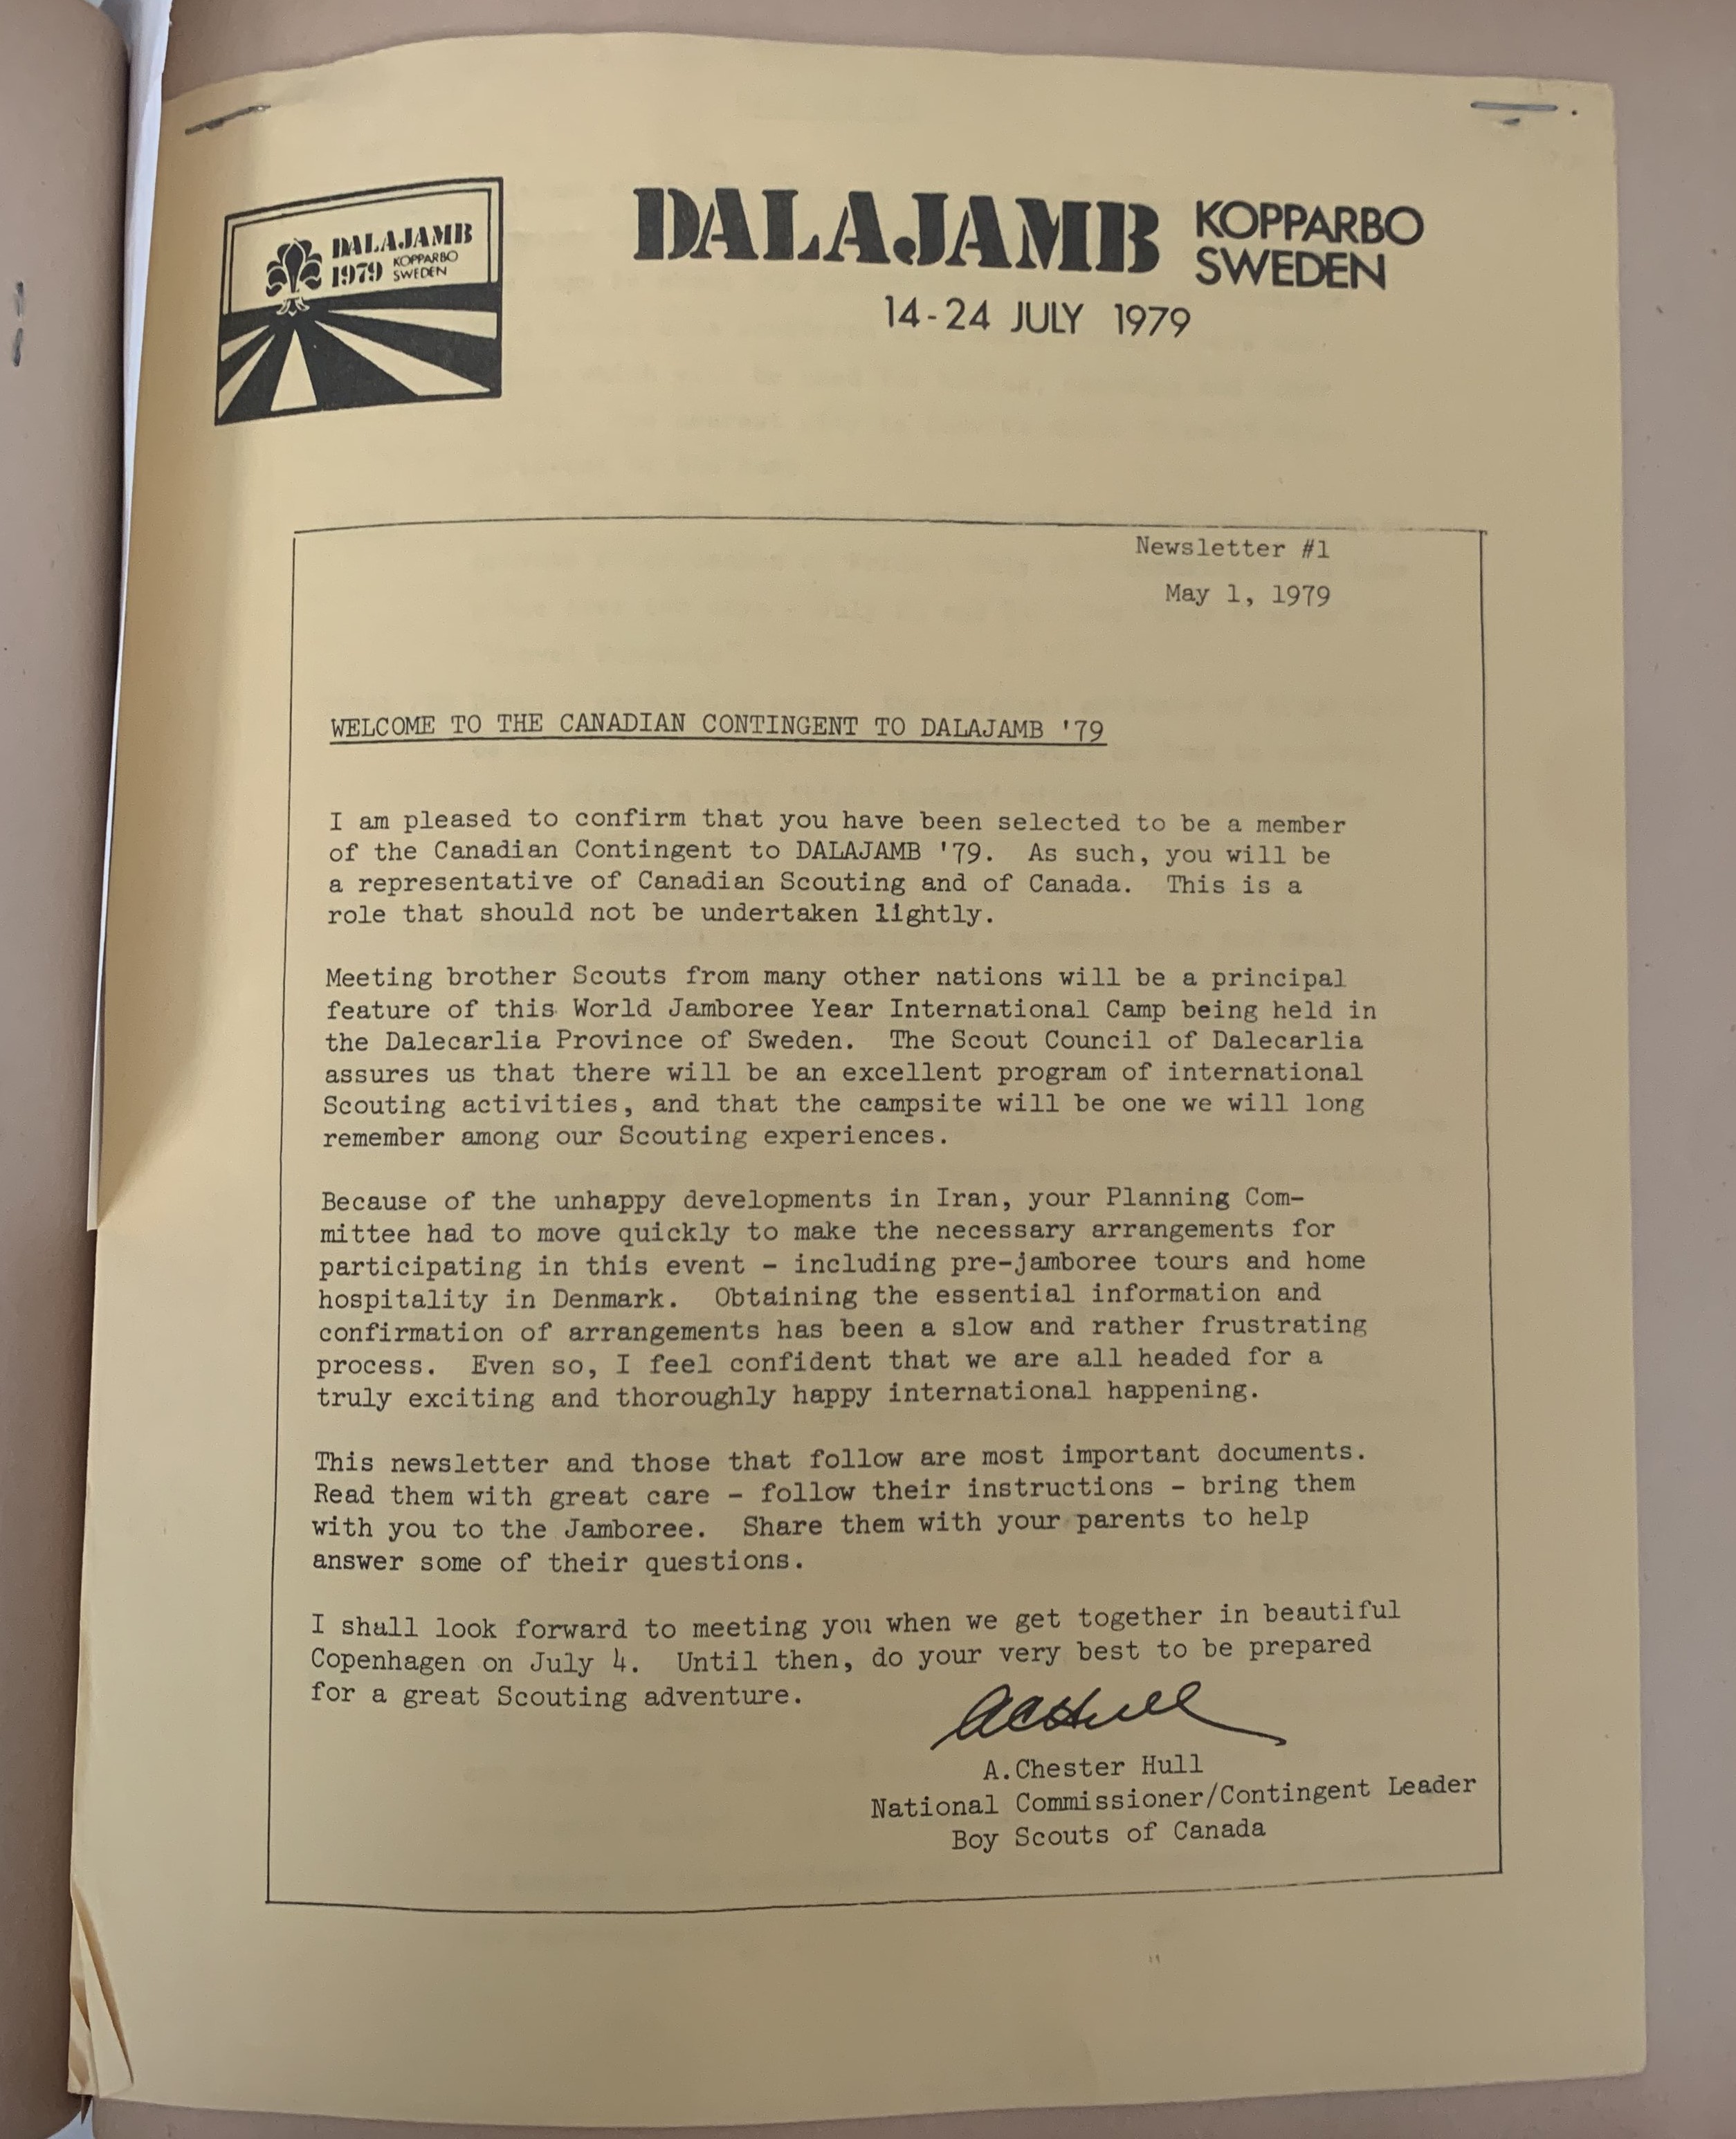 DALAJAMB
1979 KOPPARBO
SWEDEN
DALAJAMB KOPPARBO
SWEDEN
14-24 JULY 1979
Newsletter #1
May 1, 1979
WELCOME TO THE CANADIAN CONTINGENT TO DALAJAMB '79
I am pleased to confirm that you have been selected to be a member
of the Canadian Contingent to DALAJAMB '79. As such, you will be
a representative of Canadian Scouting and of Canada. This is a
role that should not be undertaken lightly.
Meeting brother Scouts from many other nations will be a principal
feature of this World Jamboree Year International Camp being held in
the Dalecarlia Province of Sweden. The Scout Council of Dalecarlia
assures us that there will be an excellent program of international
Scouting activities, and that the campsite will be one we will long
remember among our Scouting experiences.
Because of the unhappy developments in Iran, your Planning Com-
mittee had to move quickly to make the necessary arrangements for
participating in this event - including pre-jamboree tours and home
hospitality in Denmark. Obtaining the essential information and
confirmation of arrangements has been a slow and rather frustrating
process. Even so, I feel confident that we are all headed for a
truly exciting and thoroughly happy international happening.
This newsletter and those that follow are most important documents.
Read them with great care - follow their instructions - bring them
with you to the Jamboree. Share them with your parents to help
answer some of their questions.
I shall look forward to meeting you when we get together in beautiful
Copenhagen on July 4. Until then, do your very best to be prepared
for a great Scouting adventure.
ACHull
A.Chester Hull
National Commissioner/Contingent Leader
Boy Scouts of Canada